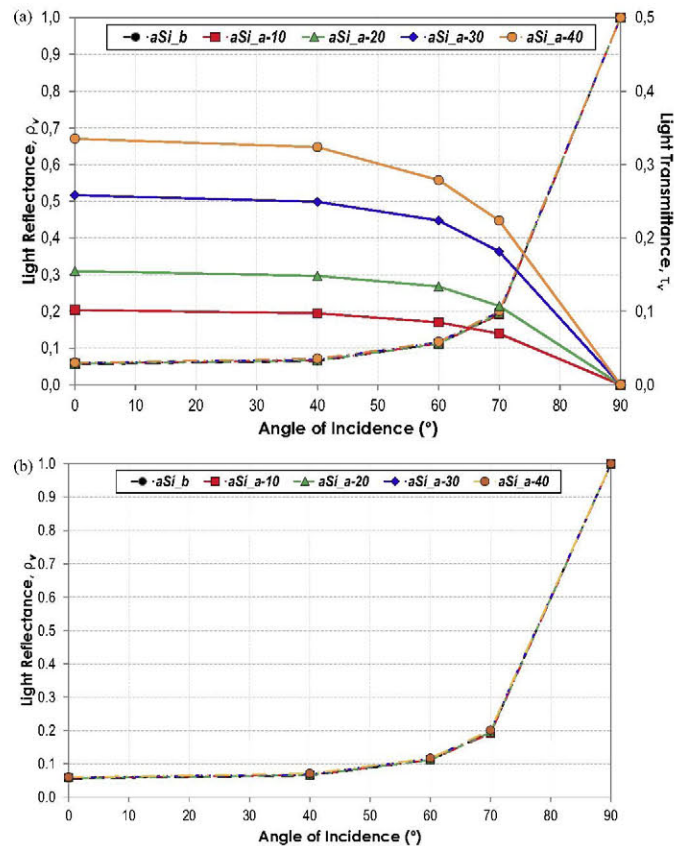 (a)
aSi_b aSi_a-10 aSi_a-20 aSi_a-30 aSi_a-40
1,0
0,9
0,8
0,7
0,6
0,5
0,4
0,3
0,2
0,1
0,0
Light Reflectance, ρv
0,5
0,4
0,3
0,2
0,1
0,0
Light Transmittance, τv
0 10 20 30 40 50 60 70 80 90
Angle of Incidence (°)
(b)
aSi_b aSi_a-10 aSi_a-20 aSi_a-30 aSi_a-40
1.0
0.9
0.8
0.7
0.6
0.5
0.4
0.3
0.2
0.1
0.0
Light Reflectance, ρv
0 10 20 30 40 50 60 70 80 90
Angle of Incidence (°)